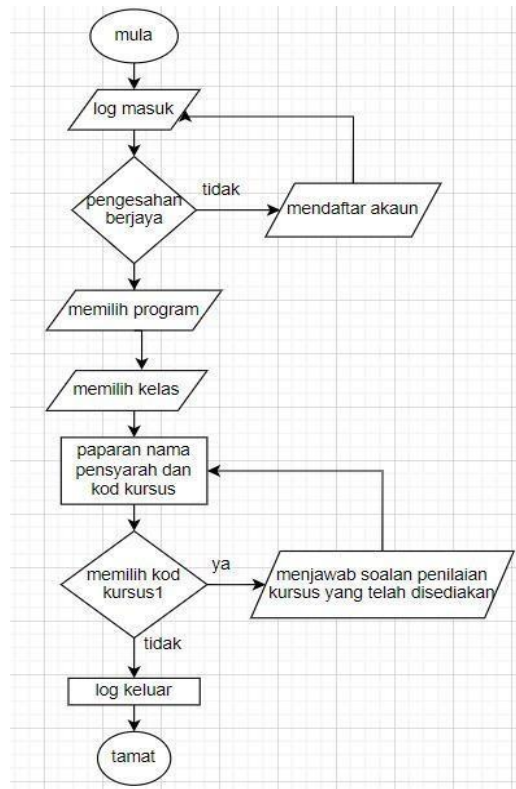 mula
log masuk
pengesahan
berjaya
tidak
mendaftar akaun
memilih program
memilih kelas
paparan nama
pensyarah dan
kod kursus
memilih kod
kursus1
ya
menjawab soalan penilaian
kursus yang telah disediakan
tidak
log keluar
tamat